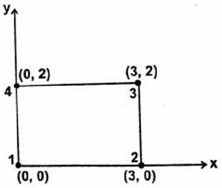 y
(0, 2) (3, 2)
4 3
1 2 x
(0, 0) (3, 0)